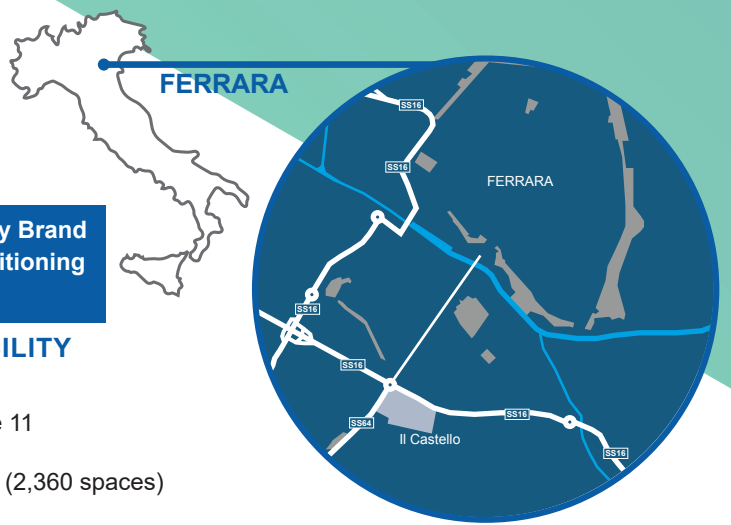 FERRARA
y Brand
itioning
ILITY
e 11
(2,360 spaces)
SS16
SS16
FERRARA
SS16
SS16
SS64
SS16
Il Castello
SS16